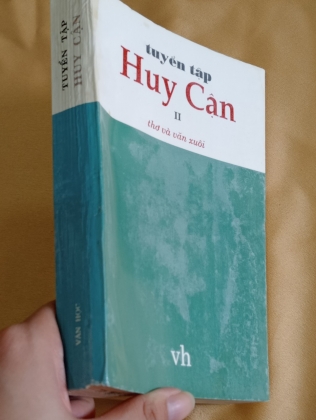 tuyển tập
Huy Cận
II
thơ và văn xuôi
vh
TUYỂN TẬP
HUY CẬN
VĂN HỌC